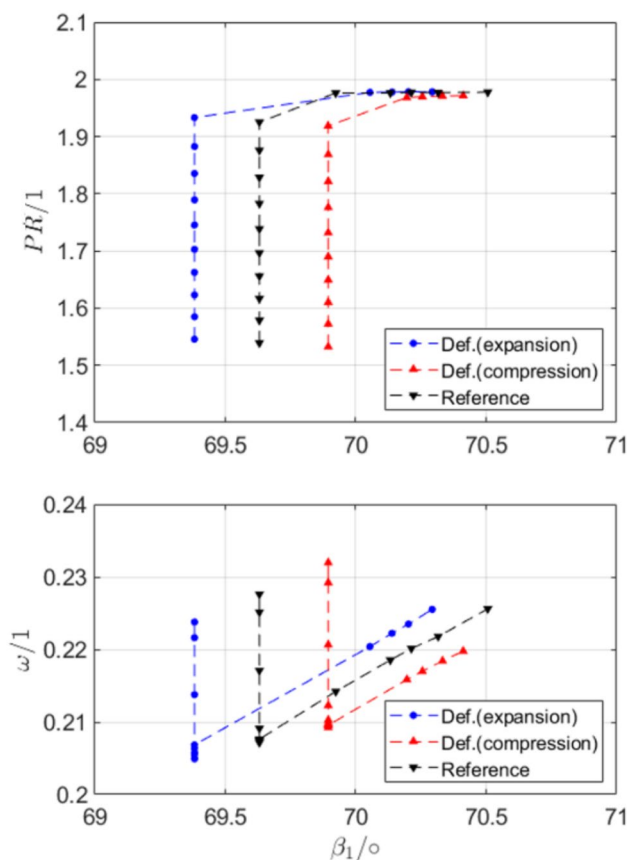 2.1
2
1.9
1.8
1.7
1.6
1.5
1.4
PR/1
69
69.5
70
70.5
71
Def.(expansion)
Def.(compression)
Reference
0.24
0.23
0.22
0.21
0.2
ω/1
69
69.5
70
70.5
71
Def.(expansion)
Def.(compression)
Reference
β₁/∘